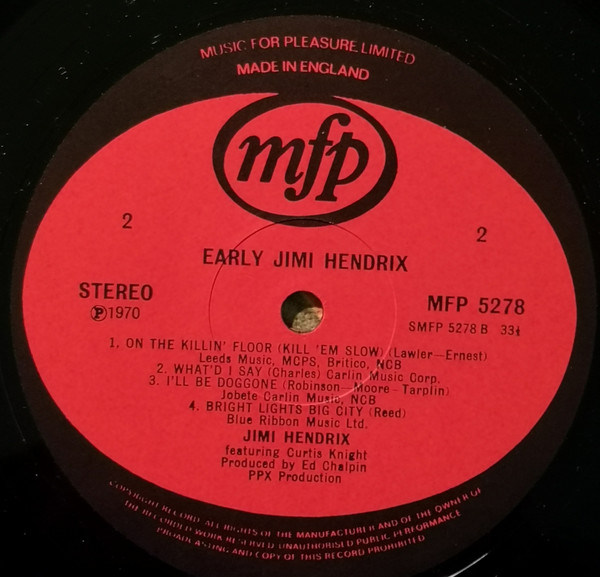 MUSIC FOR PLEASURE LIMITED
MADE IN ENGLAND
mfp
2
2
EARLY JIMI HENDRIX
STEREO
MFP 5278
Ⓟ1970
SMFP 5278 B 33⅓
1. ON THE KILLIN' FLOOR (KILL 'EM SLOW) (Lawler—Ernest)
Leeds Music, MCPS, Britico, NCB
2. WHAT'D I SAY (Charles) Carlin Music Corp.
3. I'LL BE DOGGONE (Robinson—Moore—Tarplin)
Jobete Carlin Music, NCB
4. BRIGHT LIGHTS BIG CITY (Reed)
Blue Ribbon Music Ltd.
JIMI HENDRIX
featuring Curtis Knight
Produced by Ed Chalpin
PPX Production
COPYRIGHT RECORD. ALL RIGHTS OF THE MANUFACTURER AND OF THE OWNER OF
THE RECORDED WORK RESERVED UNAUTHORISED PUBLIC PERFORMANCE
BROADCASTING AND COPY OF THIS RECORD PROHIBITED